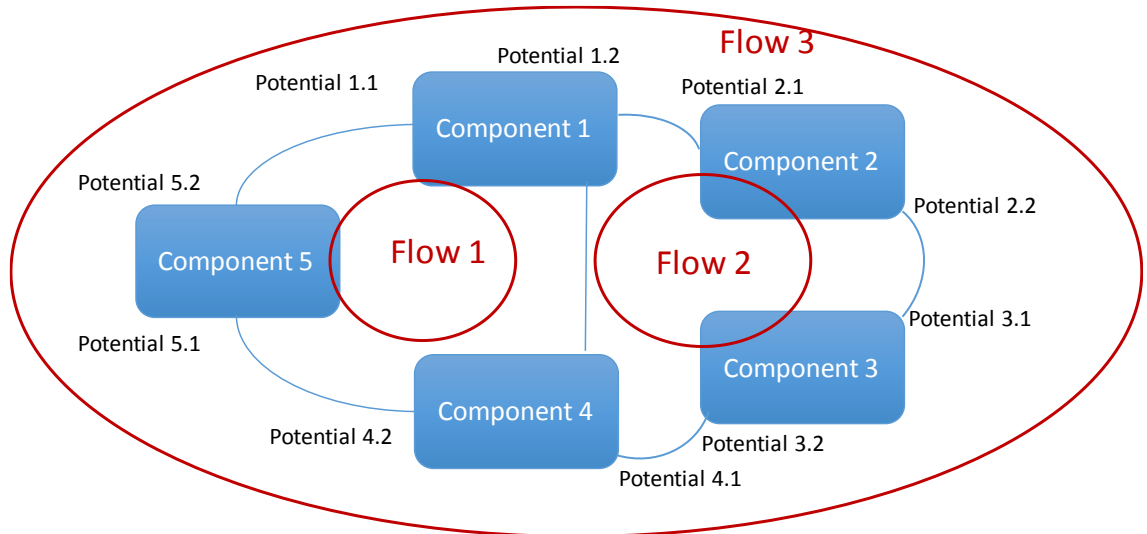 Flow 3
Potential 1.2
Potential 1.1
Potential 2.1
Component 1
Component 2
Potential 5.2
Potential 2.2
Flow 1
Flow 2
Component 5
Potential 3.1
Potential 5.1
Component 3
Component 4
Potential 4.2
Potential 3.2
Potential 4.1